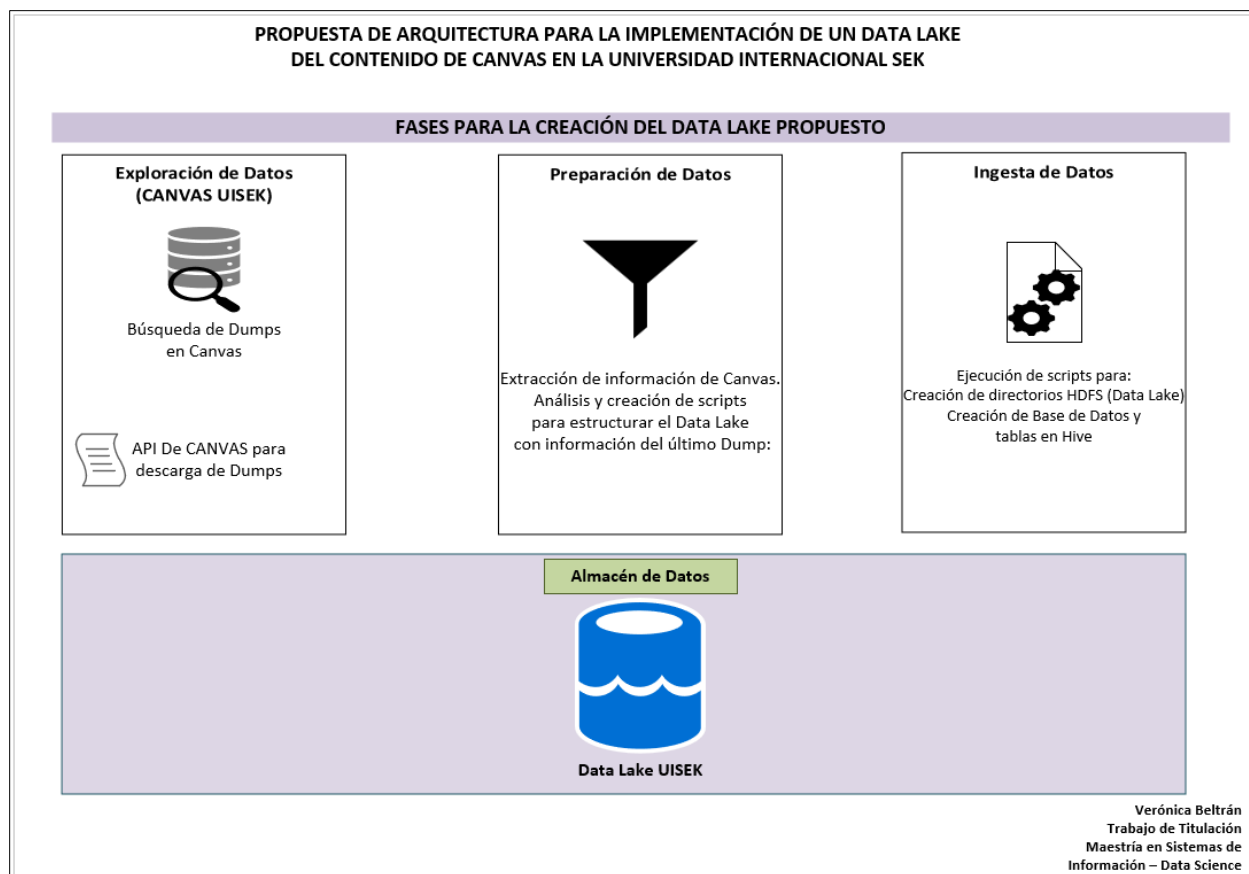 PROPUESTA DE ARQUITECTURA PARA LA IMPLEMENTACIÓN DE UN DATA LAKE
DEL CONTENIDO DE CANVAS EN LA UNIVERSIDAD INTERNACIONAL SEK
FASES PARA LA CREACIÓN DEL DATA LAKE PROPUESTO
Exploración de Datos
(CANVAS UISEK)
Búsqueda de Dumps
en Canvas
API De CANVAS para
descarga de Dumps
Preparación de Datos
Extracción de información de Canvas.
Análisis y creación de scripts
para estructurar el Data Lake
con información del último Dump:
Ingesta de Datos
Ejecución de scripts para:
Creación de directorios HDFS (Data Lake)
Creación de Base de Datos y
tablas en Hive
Almacén de Datos
Data Lake UISEK
Verónica Beltrán
Trabajo de Titulación
Maestría en Sistemas de
Información – Data Science